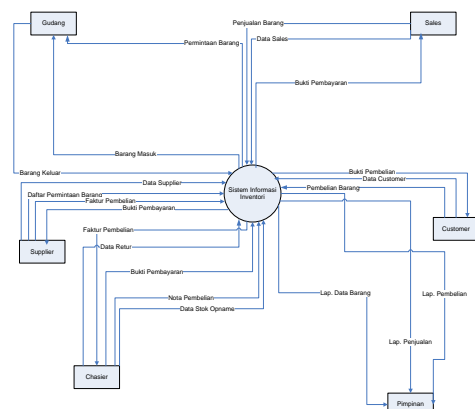 Gudang
Sales
Penjualan Barang
Data Sales
Permintaan Barang
Bukti Pembayaran
Barang Masuk
Barang Keluar
Data Supplier
Daftar Permintaan Barang
Faktur Pembelian
Bukti Pembayaran
Sistem Informasi
Inventori
Bukti Pembelian
Data Customer
Pembelian Barang
Customer
Supplier
Faktur Pembelian
Data Retur
Bukti Pembayaran
Nota Pembelian
Data Stok Opname
Lap. Data Barang
Lap. Pembelian
Lap. Penjualan
Chasier
Pimpinan